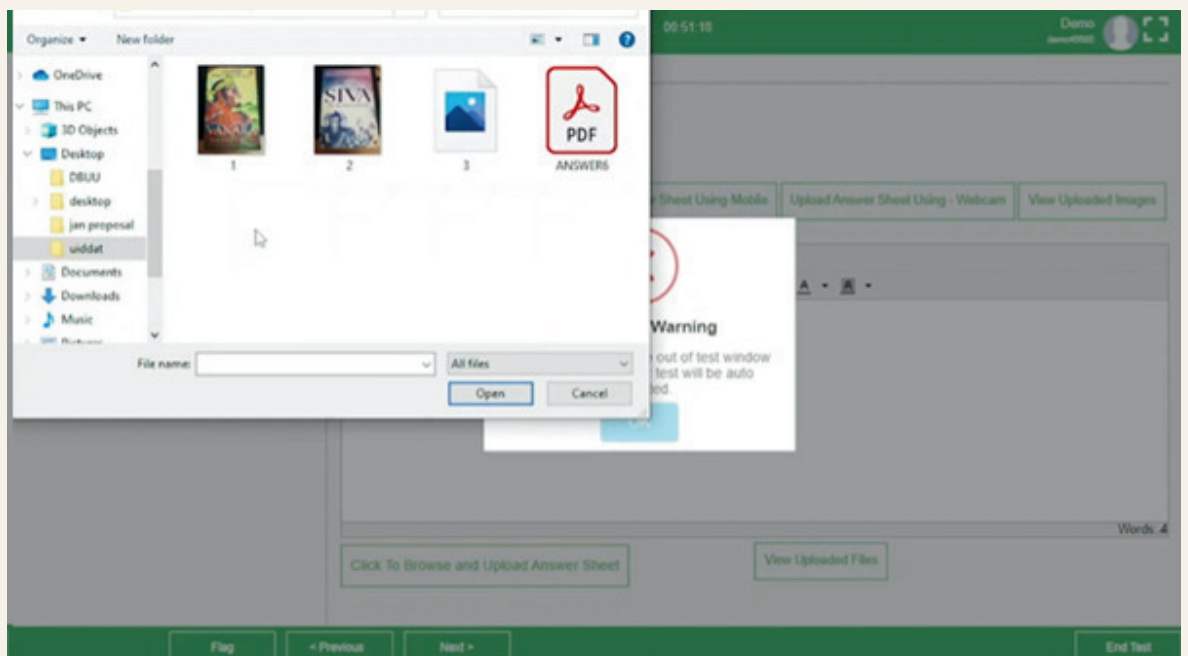 00:51:10
Demo
Organize
New folder
OneDrive
This PC
3D Objects
Desktop
DBUU
desktop
jan proposal
uiddat
Documents
Downloads
Music
SIVA
1
2
3
PDF
ANSWER6
File name:
All files
Open
Cancel
Sheet Using Mobile
Upload Answer Sheet Using - Webcam
View Uploaded Images
A
A
Warning
out of test window
test will be auto
OK
Words: 4
Click To Browse and Upload Answer Sheet
View Uploaded Files
Flag
< Previous
Next >
End Test